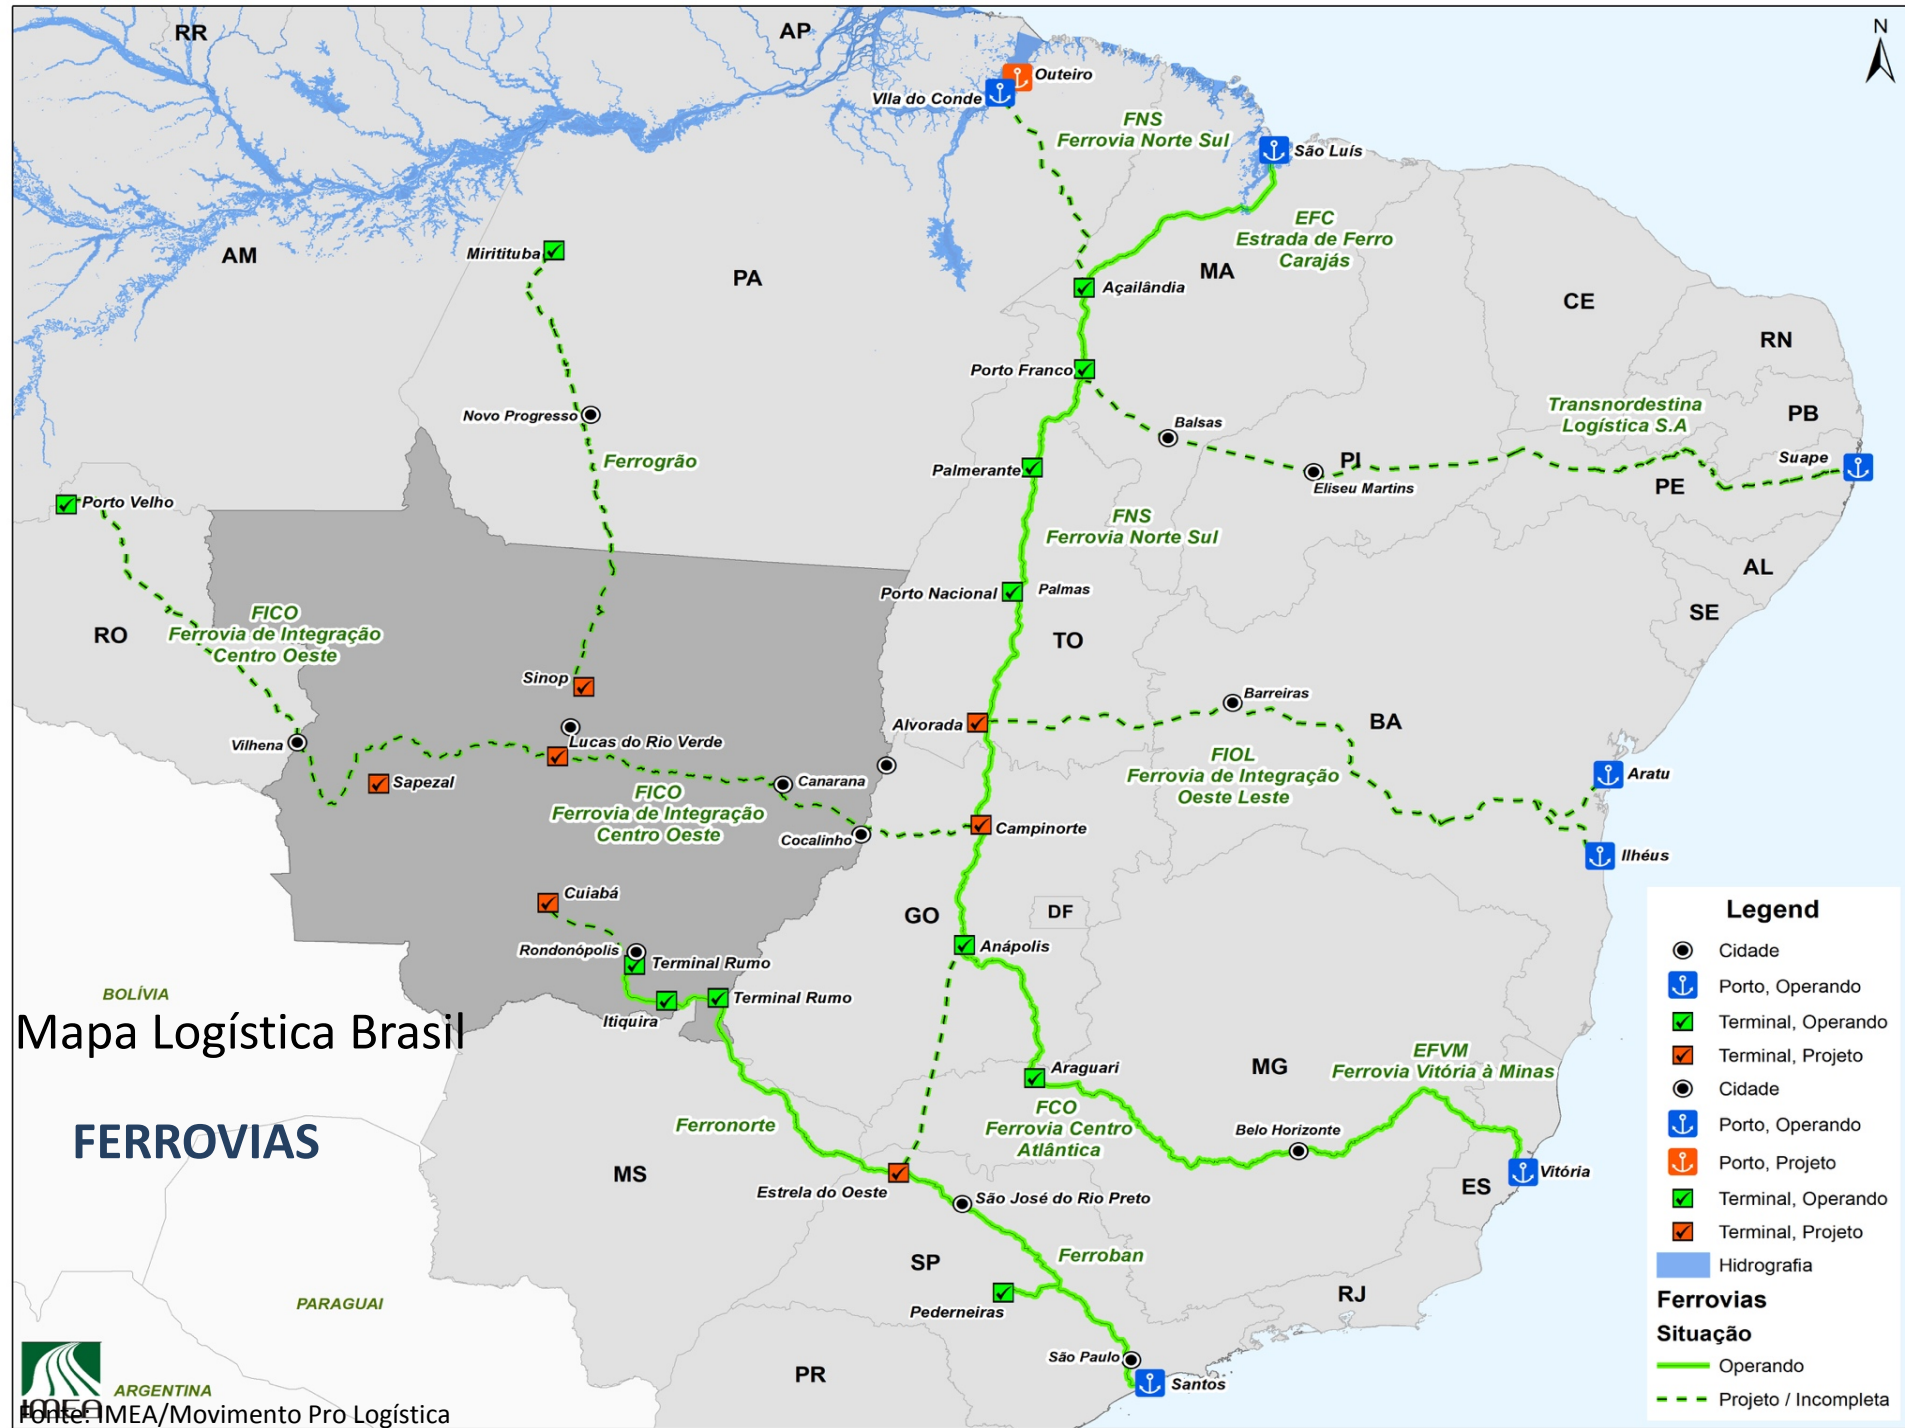 RR
AP
N
Outeiro
VIla do Conde
FNS
Ferrovia Norte Sul
São Luís
EFC
Estrada de Ferro
Carajás
AM
Miritituba
PA
MA
Açailândia
CE
RN
Porto Franco
Novo Progresso
Balsas
Transnordestina
Logística S.A
PB
Ferrogrão
Palmerante
PI
Eliseu Martins
Suape
PE
Porto Velho
FNS
Ferrovia Norte Sul
AL
Porto Nacional
Palmas
SE
RO
FICO
Ferrovia de Integração
Centro Oeste
TO
Sinop
Barreiras
Alvorada
BA
Vilhena
Lucas do Rio Verde
FIOL
Ferrovia de Integração
Oeste Leste
Aratu
Sapezal
Canarana
FICO
Ferrovia de Integração
Centro Oeste
Cocalinho
Campinorte
Ilhéus
Cuiabá
GO
DF
Rondonópolis
Terminal Rumo
Anápolis
Itiquira
Terminal Rumo
BOLÍVIA
Mapa Logística Brasil
FERROVIAS
Araguari
MG
EFVM
Ferrovia Vitória à Minas
Ferronorte
FCO
Ferrovia Centro
Atlântica
Belo Horizonte
MS
Estrela do Oeste
São José do Rio Preto
ES
Vitória
SP
Ferroban
Pederneiras
RJ
PARAGUAI
São Paulo
PR
Santos
ARGENTINA
IMEA
Fonte: IMEA/Movimento Pro Logística
Legend
Cidade
Porto, Operando
Terminal, Operando
Terminal, Projeto
Cidade
Porto, Operando
Porto, Projeto
Terminal, Operando
Terminal, Projeto
Hidrografia
Ferrovias
Situação
Operando
Projeto / Incompleta